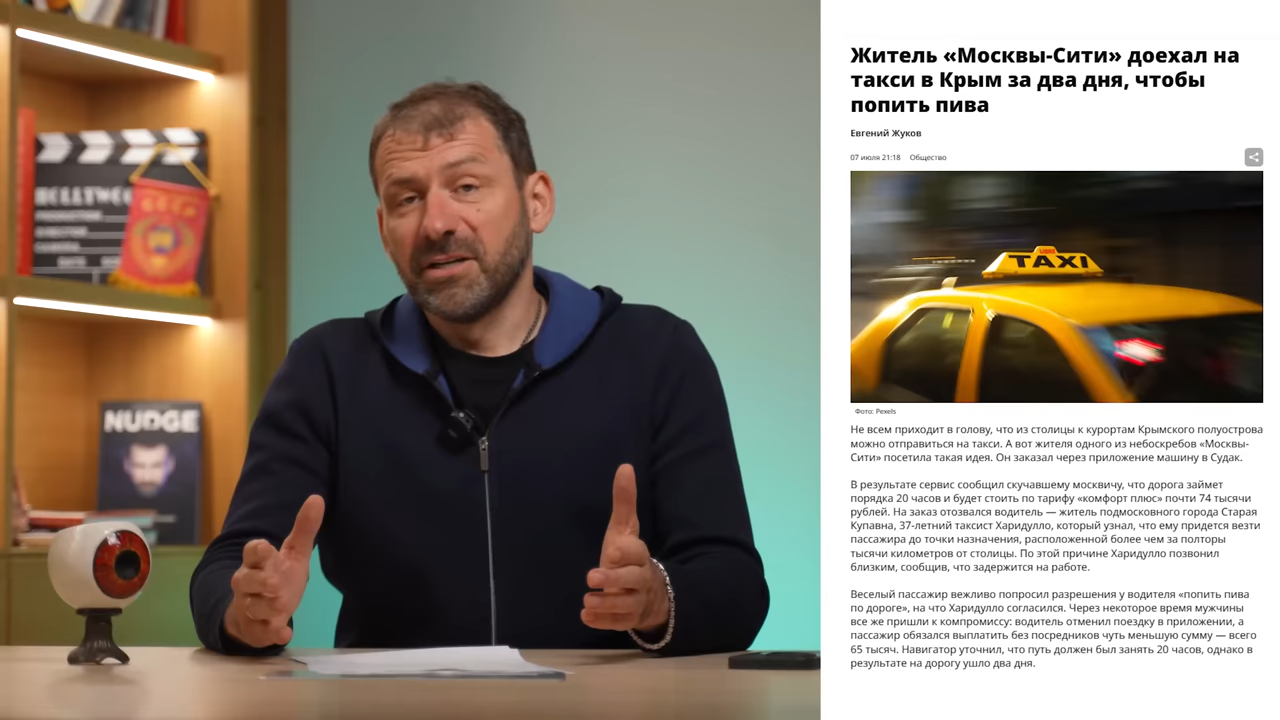 HOLLYWOOD
СССР
NUDGE
Житель «Москвы-Сити» доехал на
такси в Крым за два дня, чтобы
попить пива
Евгений Жуков
07 июля 21:18 Общество
TAXI
Фото: Pexels
Не всем приходит в голову, что из столицы к курортам Крымского полуострова
можно отправиться на такси. А вот жителя одного из небоскребов «Москвы-
Сити» посетила такая идея. Он заказал через приложение машину в Судак.
В результате сервис сообщил скучавшему москвичу, что дорога займет
порядка 20 часов и будет стоить по тарифу «комфорт плюс» почти 74 тысячи
рублей. На заказ отозвался водитель — житель подмосковного города Старая
Купавна, 37-летний таксист Харидулло, который узнал, что ему придется везти
пассажира до точки назначения, расположенной более чем за полторы
тысячи километров от столицы. По этой причине Харидулло позвонил
близким, сообщив, что задержится на работе.
Веселый пассажир вежливо попросил разрешения у водителя «попить пива
по дороге», на что Харидулло согласился. Через некоторое время мужчины
все же пришли к компромиссу: водитель отменил поездку в приложении, а
пассажир обязался выплатить без посредников чуть меньшую сумму — всего
65 тысяч. Навигатор уточнил, что путь должен был занять 20 часов, однако в
результате на дорогу ушло два дня.